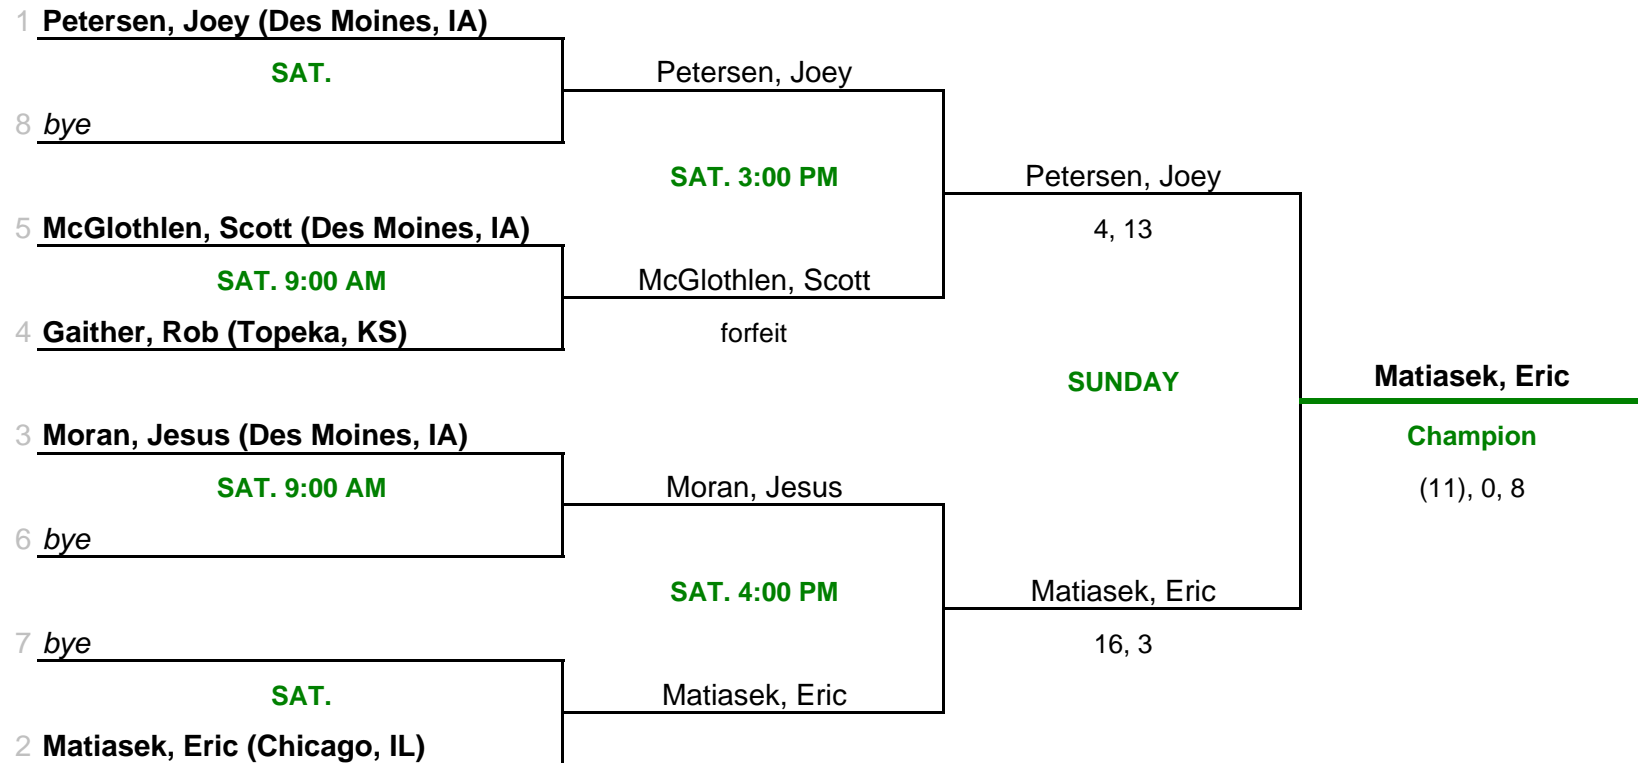 1 Petersen, Joey (Des Moines, IA)
SAT.
Petersen, Joey
8 bye
SAT. 3:00 PM
Petersen, Joey
5 McGlothlen, Scott (Des Moines, IA)
4, 13
SAT. 9:00 AM
McGlothlen, Scott
4 Gaither, Rob (Topeka, KS)
forfeit
SUNDAY
Matiasek, Eric
3 Moran, Jesus (Des Moines, IA)
Champion
SAT. 9:00 AM
Moran, Jesus
(11), 0, 8
6 bye
SAT. 4:00 PM
Matiasek, Eric
7 bye
16, 3
SAT.
Matiasek, Eric
2 Matiasek, Eric (Chicago, IL)